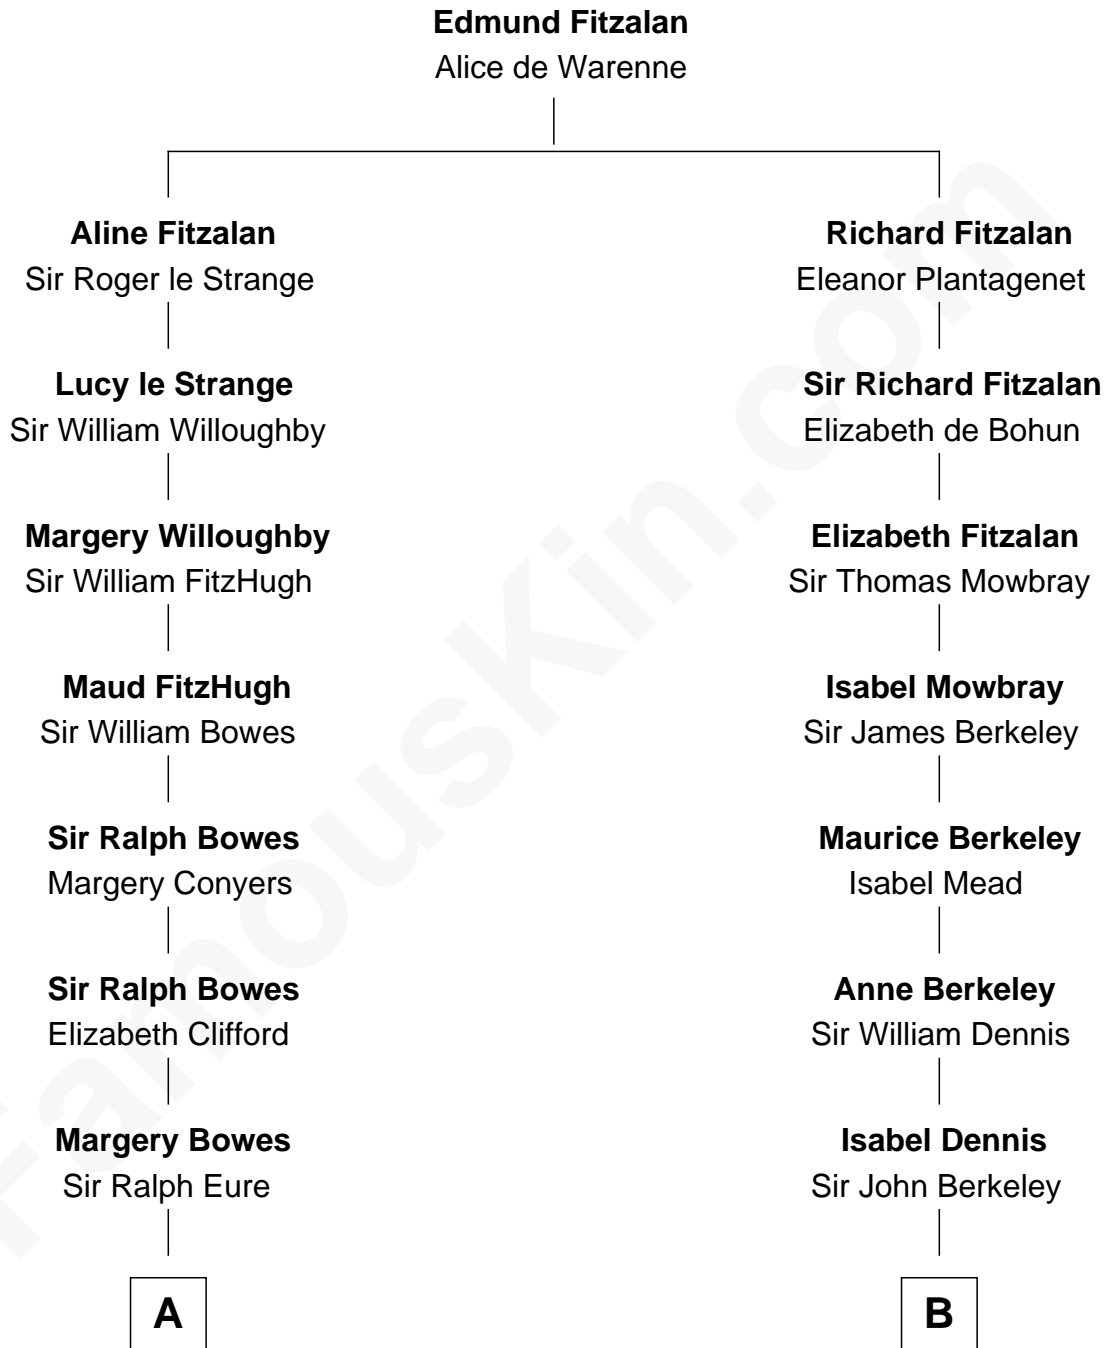 Edmund Fitzalan
Alice de Warenne
Aline Fitzalan
Sir Roger le Strange
Richard Fitzalan
Eleanor Plantagenet
Lucy le Strange
Sir William Willoughby
Sir Richard Fitzalan
Elizabeth de Bohun
Margery Willoughby
Sir William FitzHugh
Elizabeth Fitzalan
Sir Thomas Mowbray
Maud FitzHugh
Sir William Bowes
Isabel Mowbray
Sir James Berkeley
Sir Ralph Bowes
Margery Conyers
Maurice Berkeley
Isabel Mead
Sir Ralph Bowes
Elizabeth Clifford
Anne Berkeley
Sir William Dennis
Margery Bowes
Sir Ralph Eure
Isabel Dennis
Sir John Berkeley
A
B
FamousKin.com